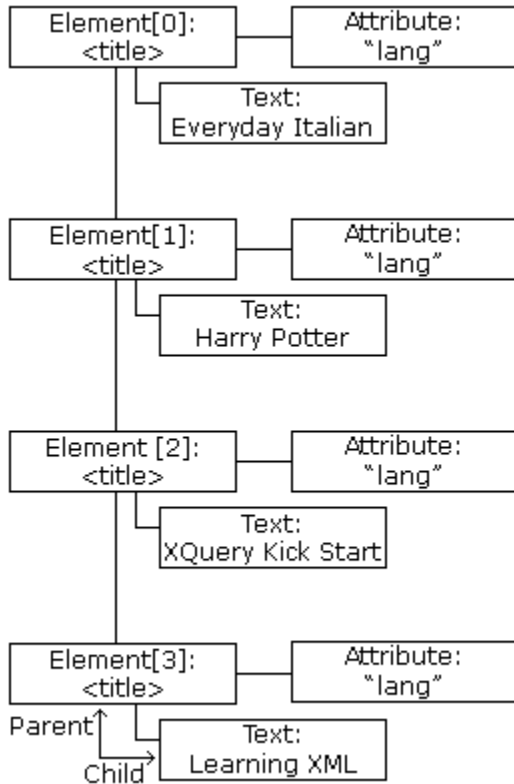 Element[0]:
<title>
Attribute:
“lang”
Text:
Everyday Italian
Element[1]:
<title>
Attribute:
“lang”
Text:
Harry Potter
Element [2]:
<title>
Attribute:
“lang”
Text:
XQuery Kick Start
Element[3]:
<title>
Attribute:
“lang”
Parent
Child
Text:
Learning XML